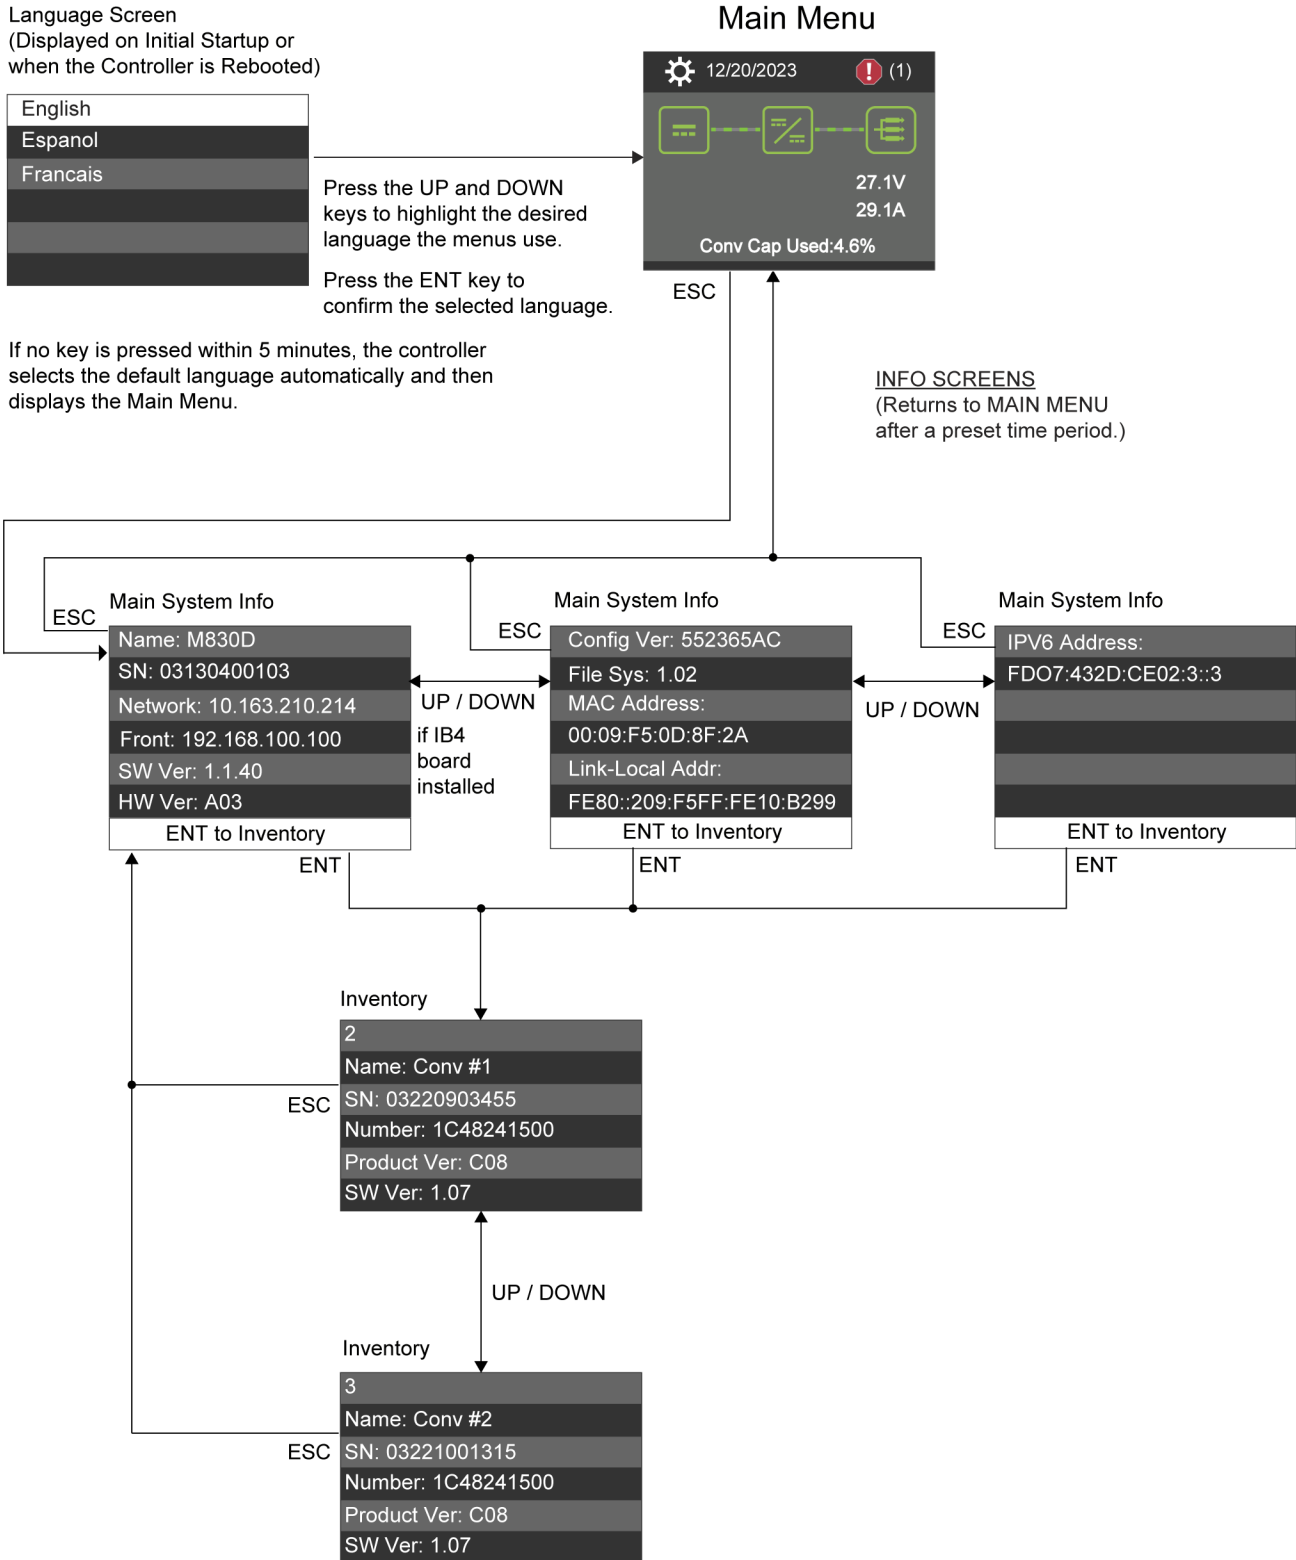 Language Screen
(Displayed on Initial Startup or
when the Controller is Rebooted)
English
Espanol
Francais
Press the UP and DOWN
keys to highlight the desired
language the menus use.
Press the ENT key to
confirm the selected language.
If no key is pressed within 5 minutes, the controller
selects the default language automatically and then
displays the Main Menu.
Main Menu
12/20/2023
(1)
27.1V
29.1A
Conv Cap Used:4.6%
ESC
INFO SCREENS
(Returns to MAIN MENU
after a preset time period.)
ESC
Main System Info
Name: M830D
SN: 03130400103
Network: 10.163.210.214
Front: 192.168.100.100
SW Ver: 1.1.40
HW Ver: A03
ENT to Inventory
ENT
UP / DOWN
if IB4
board
installed
ESC
Main System Info
Config Ver: 552365AC
File Sys: 1.02
MAC Address:
00:09:F5:0D:8F:2A
Link-Local Addr:
FE80::209:F5FF:FE10:B299
ENT to Inventory
ENT
UP / DOWN
ESC
Main System Info
IPV6 Address:
FDO7:432D:CE02:3::3
ENT to Inventory
ENT
Inventory
2
Name: Conv #1
SN: 03220903455
Number: 1C48241500
Product Ver: C08
SW Ver: 1.07
ESC
UP / DOWN
Inventory
3
Name: Conv #2
SN: 03221001315
Number: 1C48241500
Product Ver: C08
SW Ver: 1.07
ESC